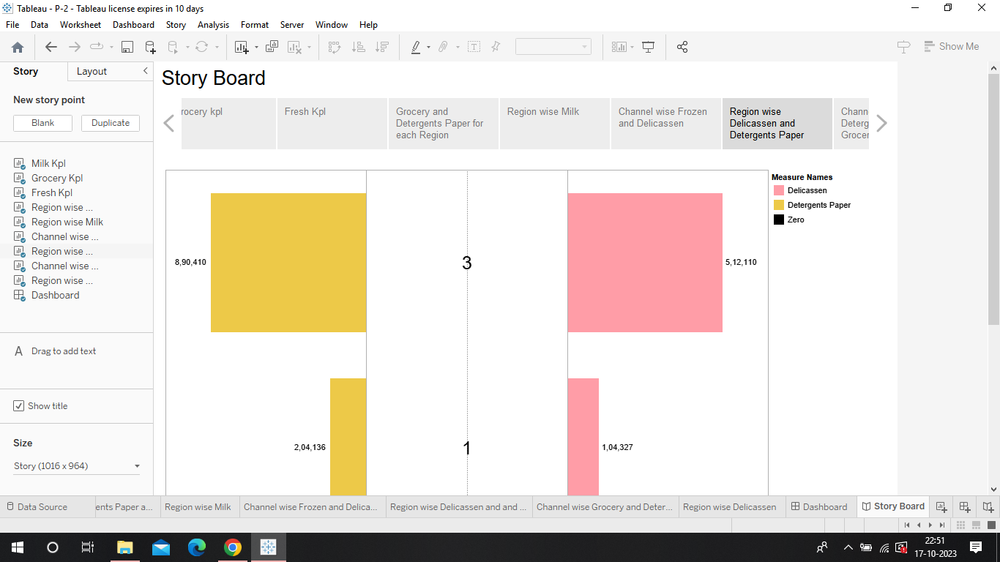 Tableau - P-2 - Tableau license expires in 10 days
File Data Worksheet Dashboard Story Analysis Format Server Window Help
Show Me
Story Layout
New story point
Blank Duplicate
Milk Kpl
Grocery Kpl
Fresh Kpl
Region wise ...
Region wise Milk
Channel wise ...
Region wise ...
Channel wise ...
Region wise ...
Dashboard
A Drag to add text
Show title
Size
Story (1016 x 964)
Story Board
rocery kpl
Fresh Kpl
Grocery and
Detergents Paper for
each Region
Region wise Milk
Channel wise Frozen
and Delicassen
Region wise
Delicassen and
Detergents Paper
Chann
Deterg
Grocer
8,90,410 3 5,12,110
2,04,136 1 1,04,327
Measure Names
Delicassen
Detergents Paper
Zero
Data Source ents Paper a... Region wise Milk Channel wise Frozen and Delica... Region wise Delicassen and and ... Channel wise Grocery and Deter... Region wise Delicassen Dashboard Story Board
22:51
17-10-2023